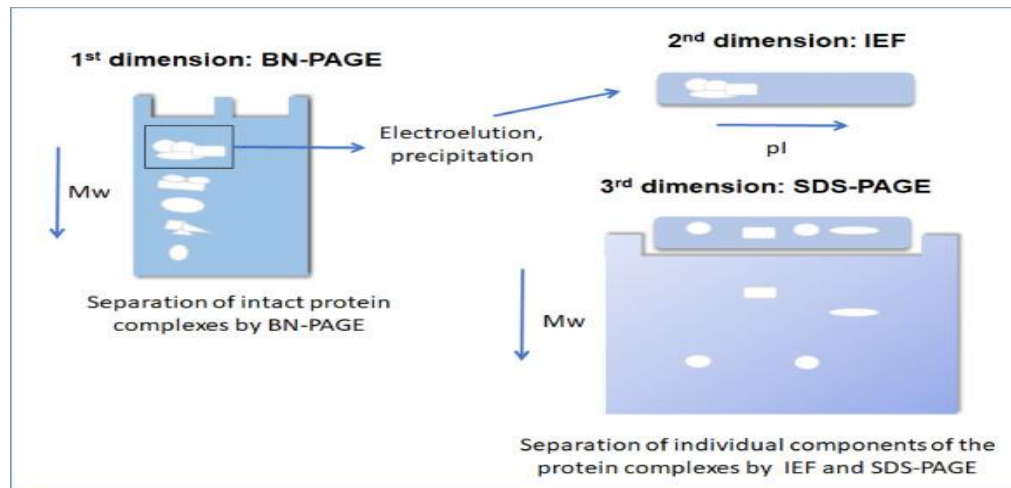 1st dimension: BN-PAGE
Mw
Separation of intact protein
complexes by BN-PAGE
Electroelution,
precipitation
2nd dimension: IEF
pI
3rd dimension: SDS-PAGE
Mw
Separation of individual components of the
protein complexes by IEF and SDS-PAGE